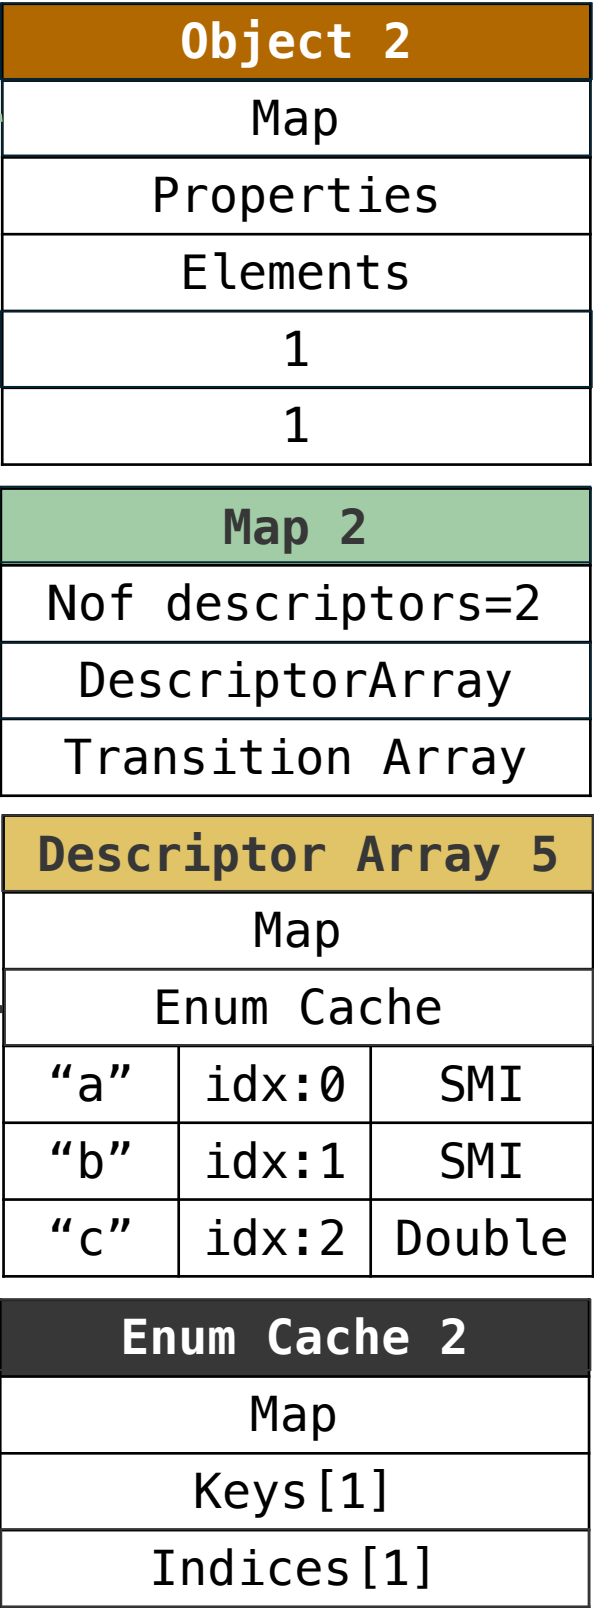 Object 2
Map
Properties
Elements
1
1
Map 2
Nof descriptors=2
DescriptorArray
Transition Array
Descriptor Array 5
Map
Enum Cache
“a” idx:0 SMI
“b” idx:1 SMI
“c” idx:2 Double
Enum Cache 2
Map
Keys[1]
Indices[1]